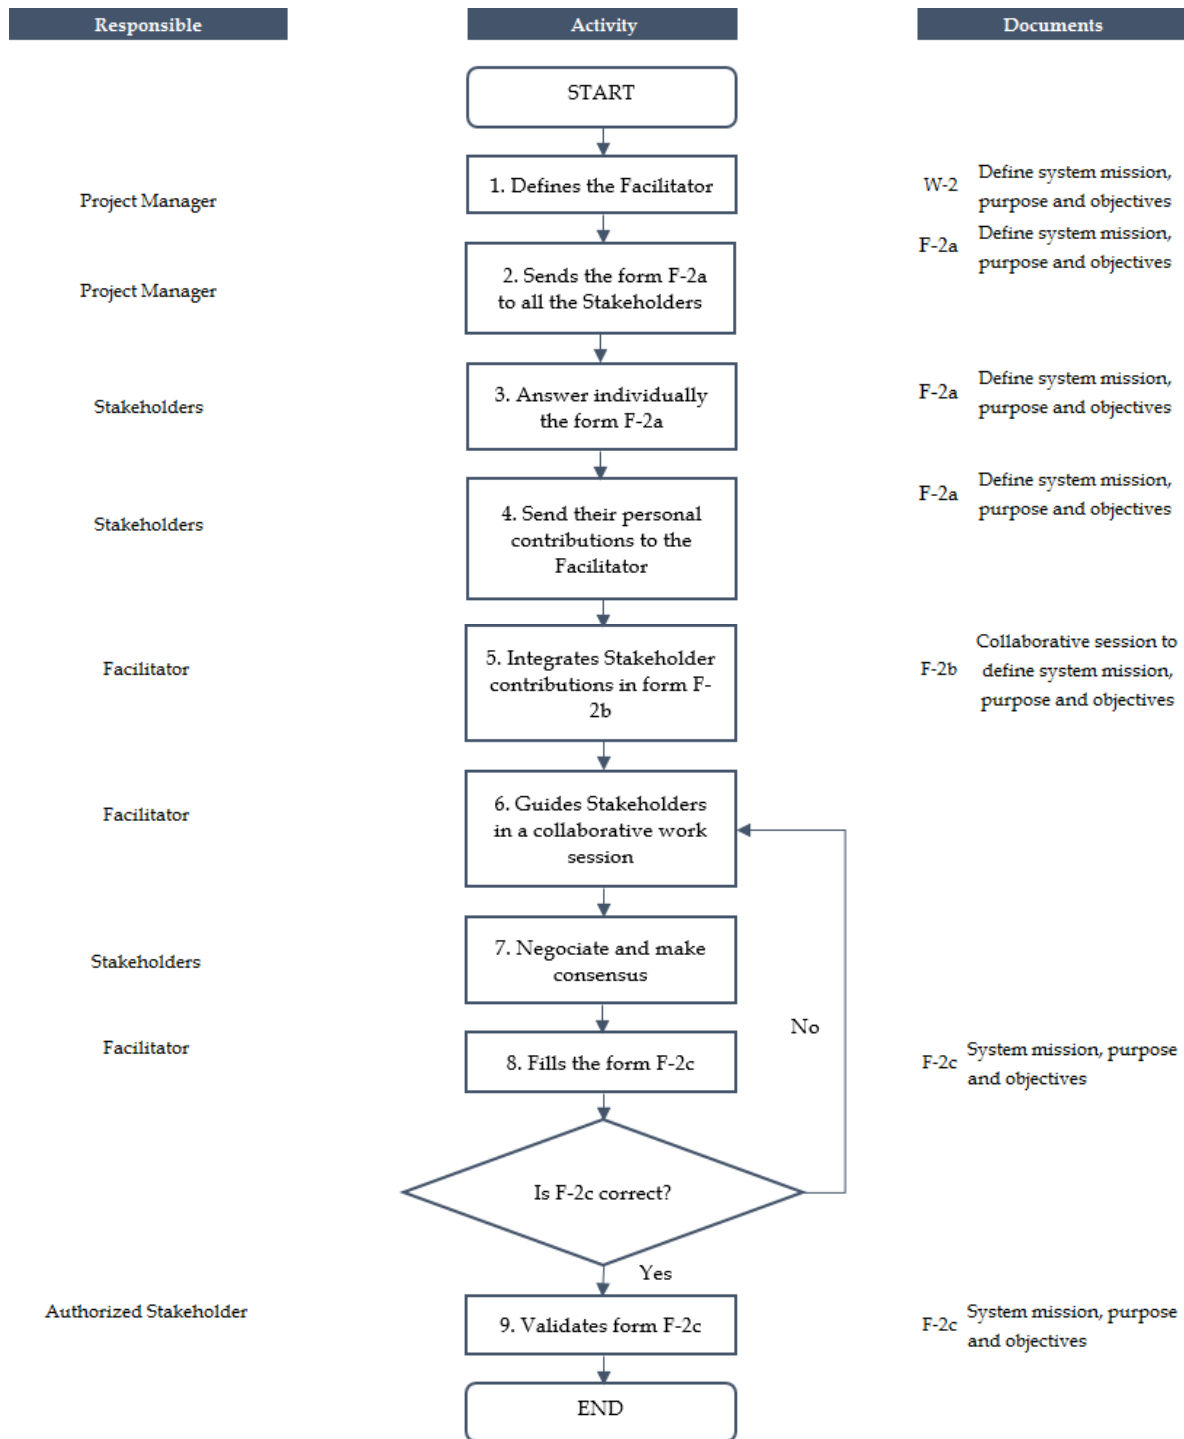 Responsible
Activity
Documents
START
Project Manager
1. Defines the Facilitator
W-2
Define system mission,
purpose and objectives
F-2a
Define system mission,
purpose and objectives
Project Manager
2. Sends the form F-2a
to all the Stakeholders
Stakeholders
3. Answer individually
the form F-2a
F-2a
Define system mission,
purpose and objectives
Stakeholders
4. Send their personal
contributions to the
Facilitator
F-2a
Define system mission,
purpose and objectives
Facilitator
5. Integrates Stakeholder
contributions in form F-
2b
F-2b
Collaborative session to
define system mission,
purpose and objectives
Facilitator
6. Guides Stakeholders
in a collaborative work
session
Stakeholders
7. Negociate and make
consensus
No
Facilitator
8. Fills the form F-2c
F-2c
System mission, purpose
and objectives
Is F-2c correct?
Yes
Authorized Stakeholder
9. Validates form F-2c
F-2c
System mission, purpose
and objectives
END